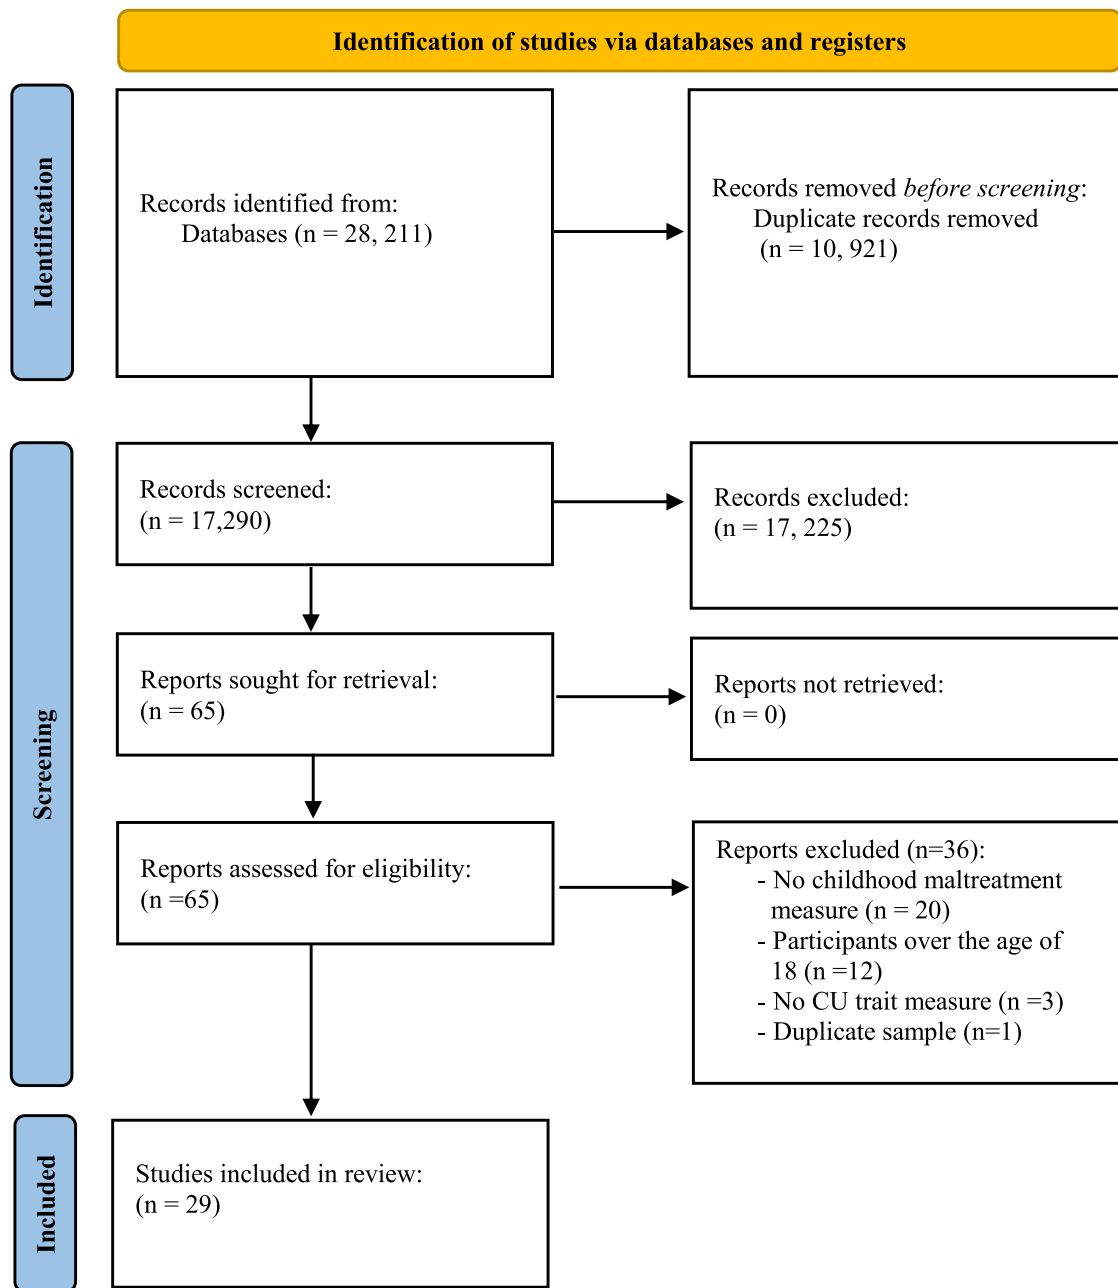 Identification of studies via databases and registers
Identification
Records identified from:
Databases (n = 28, 211)
Records removed before screening:
Duplicate records removed
(n = 10, 921)
Screening
Records screened:
(n = 17,290)
Records excluded:
(n = 17, 225)
Reports sought for retrieval:
(n = 65)
Reports not retrieved:
(n = 0)
Reports assessed for eligibility:
(n =65)
Reports excluded (n=36):
- No childhood maltreatment
measure (n = 20)
- Participants over the age of
18 (n =12)
- No CU trait measure (n =3)
- Duplicate sample (n=1)
Included
Studies included in review:
(n = 29)